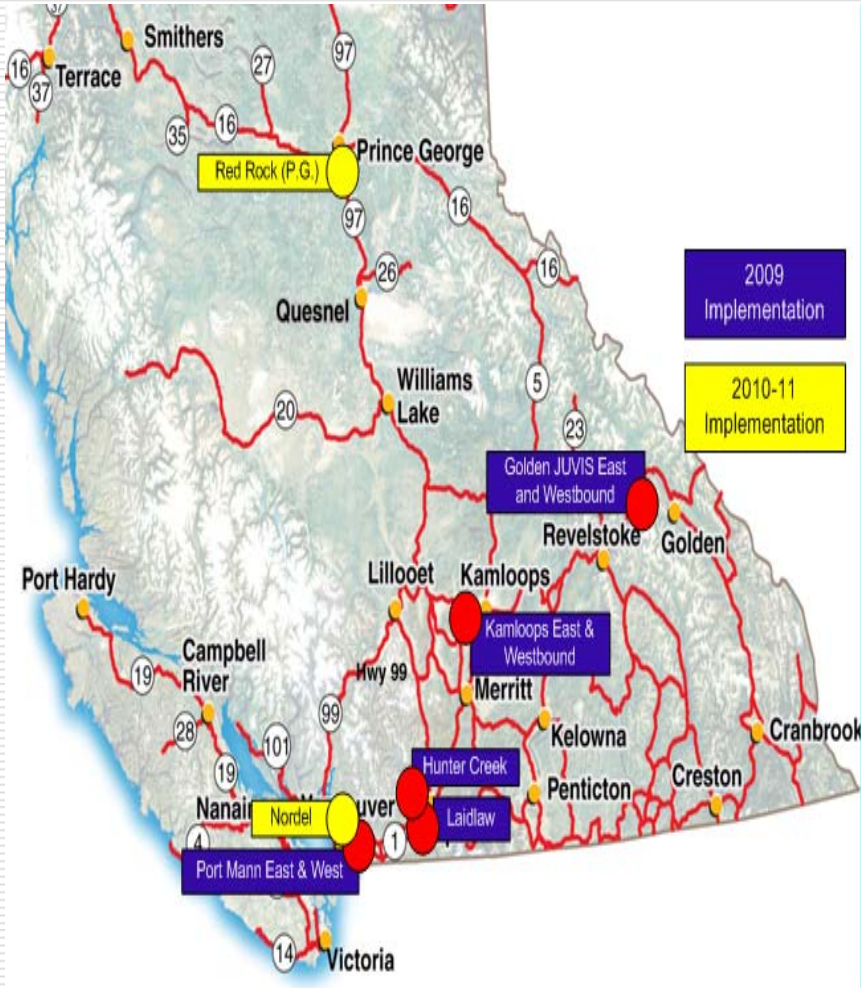 37
Smithers
97
16
Terrace
27
37
35
16
Prince George
Red Rock (P.G.)
16
97
26
16
Quesnel
2009
Implementation
Williams
Lake
5
2010-11
Implementation
20
23
Golden JUVIS East
and Westbound
Revelstoke
Golden
Port Hardy
Lillooet
Kamloops
Kamloops East &
Westbound
Campbell
River
19
Hwy 99
Merritt
99
28
101
Kelowna
Cranbrook
19
Hunter Creek
Penticton
Creston
Nanain
uver
Nordel
Laidlaw
4
1
Port Mann East & West
14
Victoria